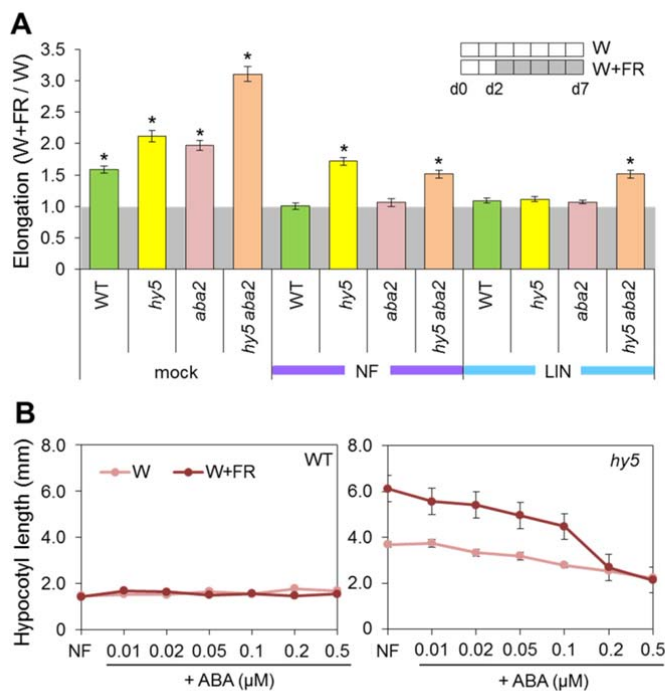 A
Elongation (W+FR / W)
3.5
3.0
2.5
2.0
1.5
1.0
0.5
0
* * * * * * *
W
W+FR
d0 d2 d7
WT hy5 aba2 hy5 aba2 WT hy5 aba2 hy5 aba2 WT hy5 aba2 hy5 aba2
mock NF LIN
B
Hypocotyl length (mm)
8.0
6.0
4.0
2.0
0
W W+FR WT
NF 0.01 0.02 0.05 0.1 0.2 0.5
+ ABA (µM)
8.0
6.0
4.0
2.0
0
hy5
NF 0.01 0.02 0.05 0.1 0.2 0.5
+ ABA (µM)